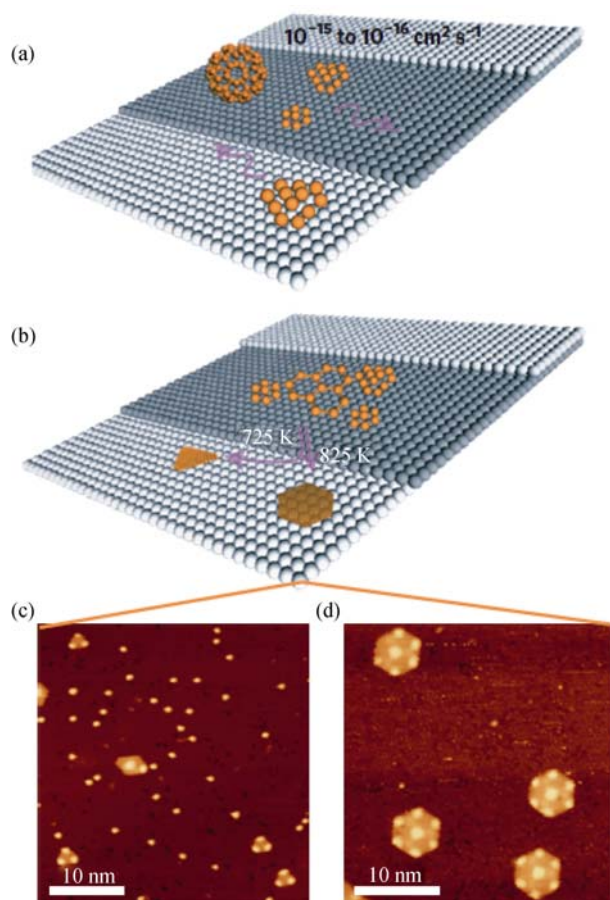 (a)
10⁻¹⁵ to 10⁻¹⁶ cm² s⁻¹
(b)
725 K
825 K
(c)
(d)
10 nm
10 nm